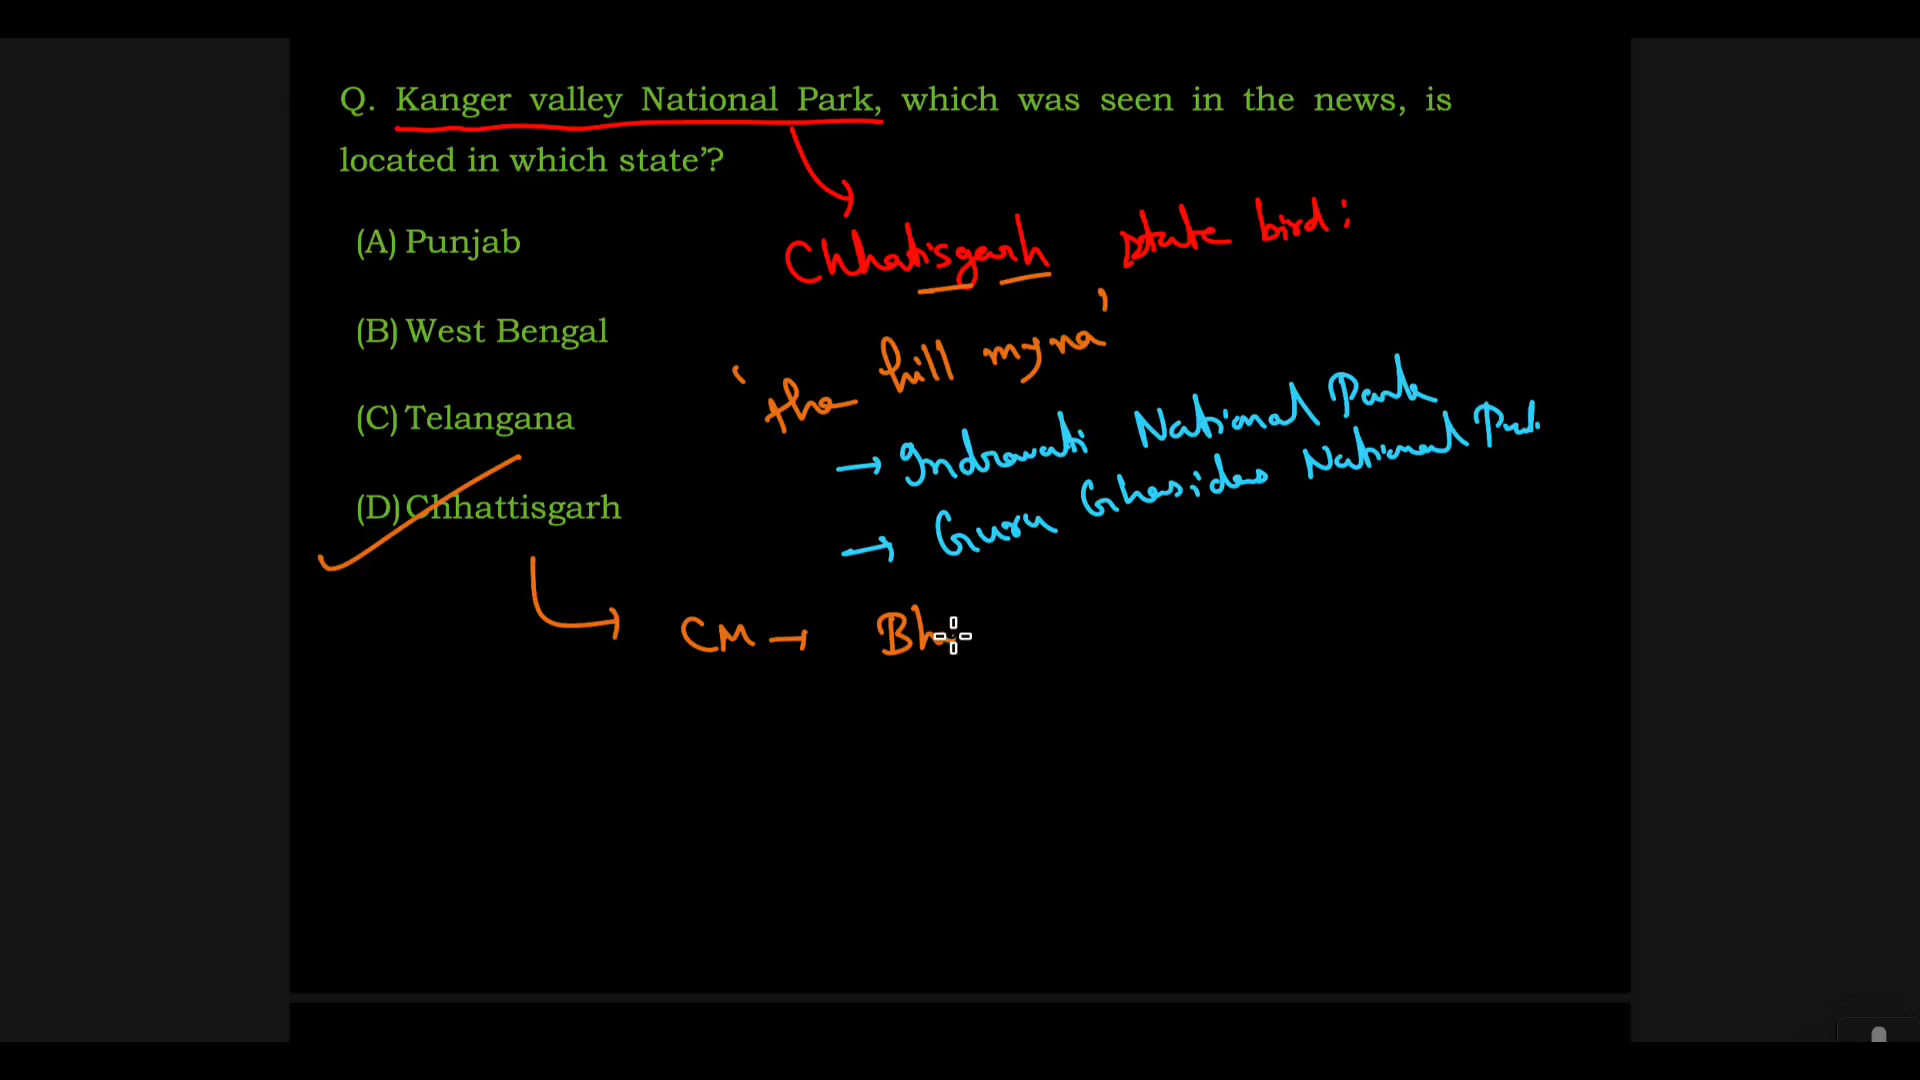 Q. Kanger valley National Park, which was seen in the news, is
located in which state’?
(A) Punjab
(B) West Bengal
(C) Telangana
(D) Chhattisgarh
Chhatisgarh state bird:
‘the hill myna’
→ Indrawati National Park
→ Guru Ghasidas National
CM → Bh